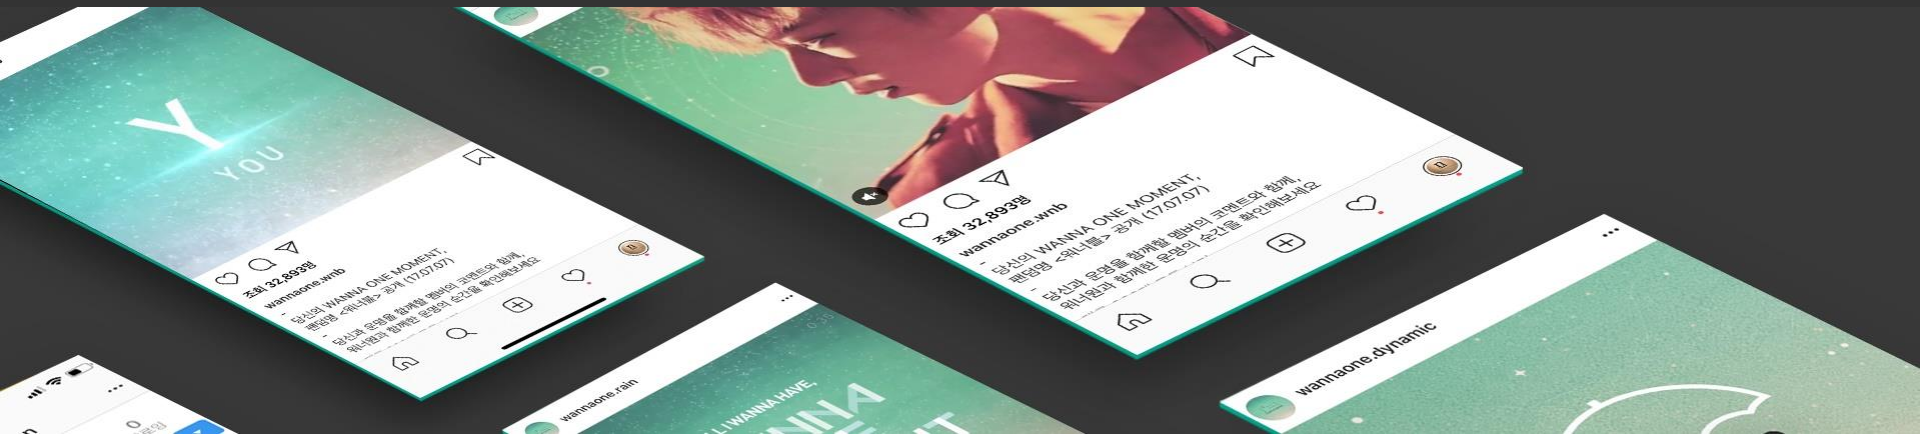 Y
YOU
조회 32,893명
wannaone.wnb
-
당신의 WANNA ONE MOMENT,
팬덤명 <워너블> 공개 (17.07.07)
-
당신과 운명을 함께할 멤버의 코멘트와 함께,
워너원과 함께한 운명의 순간을 확인해보세요
조회 32,893명
wannaone.wnb
-
당신의 WANNA ONE MOMENT,
팬덤명 <워너블> 공개 (17.07.07)
-
당신과 운명을 함께할 멤버의 코멘트와 함께,
워너원과 함께한 운명의 순간을 확인해보세요
0
wannaone.rain
0:35
ALL I WANNA HAVE,
wannaone.dynamic